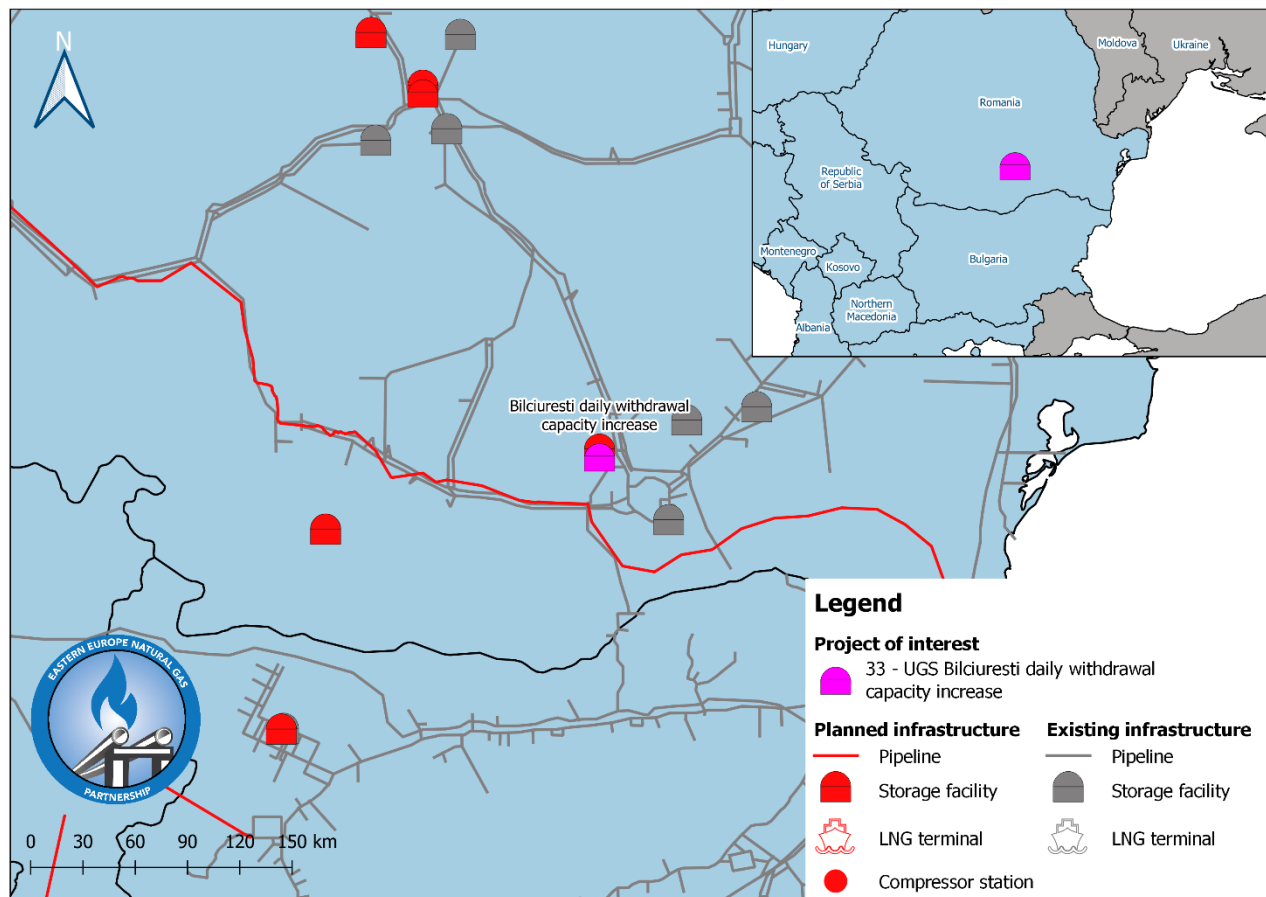 N
Hungary
Moldova
Ukraine
Romania
Republic
of Serbia
Montenegro
Kosovo
Bulgaria
Northern
Macedonia
Albania
Bilciuresti daily withdrawal
capacity increase
EASTERN EUROPE NATURAL GAS
PARTNERSHIP
0 30 60 90 120 150 km
Legend
Project of interest
33 - UGS Bilciuresti daily withdrawal
capacity increase
Planned infrastructure
Pipeline
Storage facility
LNG terminal
Compressor station
Existing infrastructure
Pipeline
Storage facility
LNG terminal